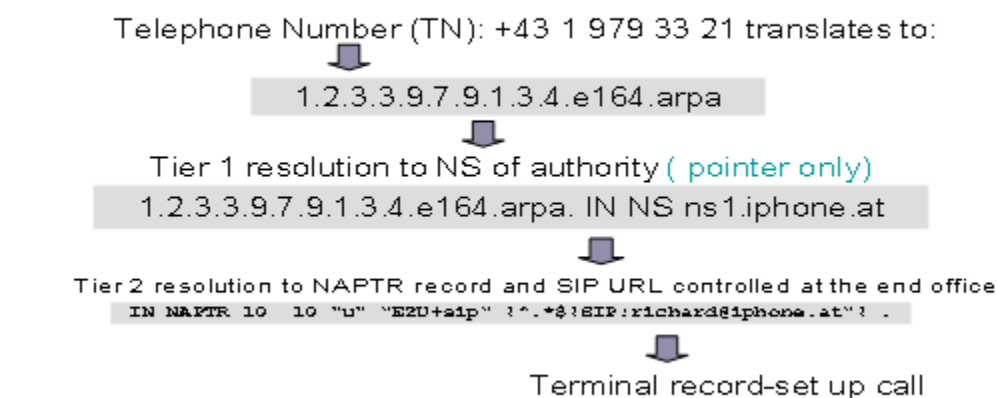 Telephone Number (TN): +43 1 979 33 21 translates to:
1.2.3.3.9.7.9.1.3.4.e164.arpa
Tier 1 resolution to NS of authority ( pointer only)
1.2.3.3.9.7.9.1.3.4.e164.arpa. IN NS ns1.iphone.at
Tier 2 resolution to NAPTR record and SIP URL controlled at the end office
IN NAPTR 10 10 "u" "E2U+sip" !^.*$!SIP:richard@iphone.at"! .
Terminal record-set up call